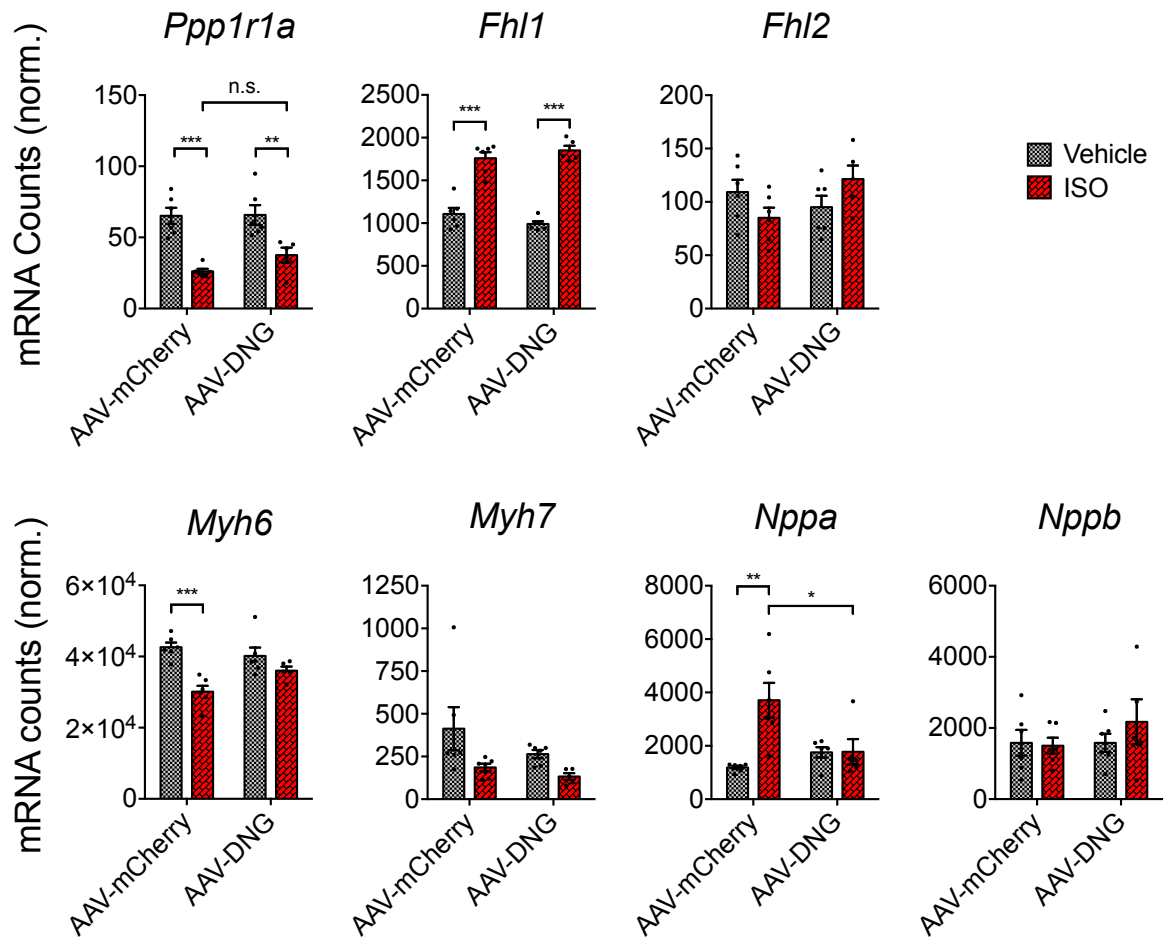 Ppp1r1a
Fhl1
Fhl2
mRNA Counts (norm.)
150
100
50
0
***
n.s.
**
AAV-mCherry
AAV-DNG
2500
2000
1500
1000
500
0
***
***
AAV-mCherry
AAV-DNG
200
150
100
50
0
AAV-mCherry
AAV-DNG
Vehicle
ISO
Myh6
Myh7
Nppa
Nppb
mRNA counts (norm.)
6×10⁴
4×10⁴
2×10⁴
0
***
AAV-mCherry
AAV-DNG
1250
1000
750
500
250
0
AAV-mCherry
AAV-DNG
8000
6000
4000
2000
0
**
*
AAV-mCherry
AAV-DNG
6000
4000
2000
0
AAV-mCherry
AAV-DNG